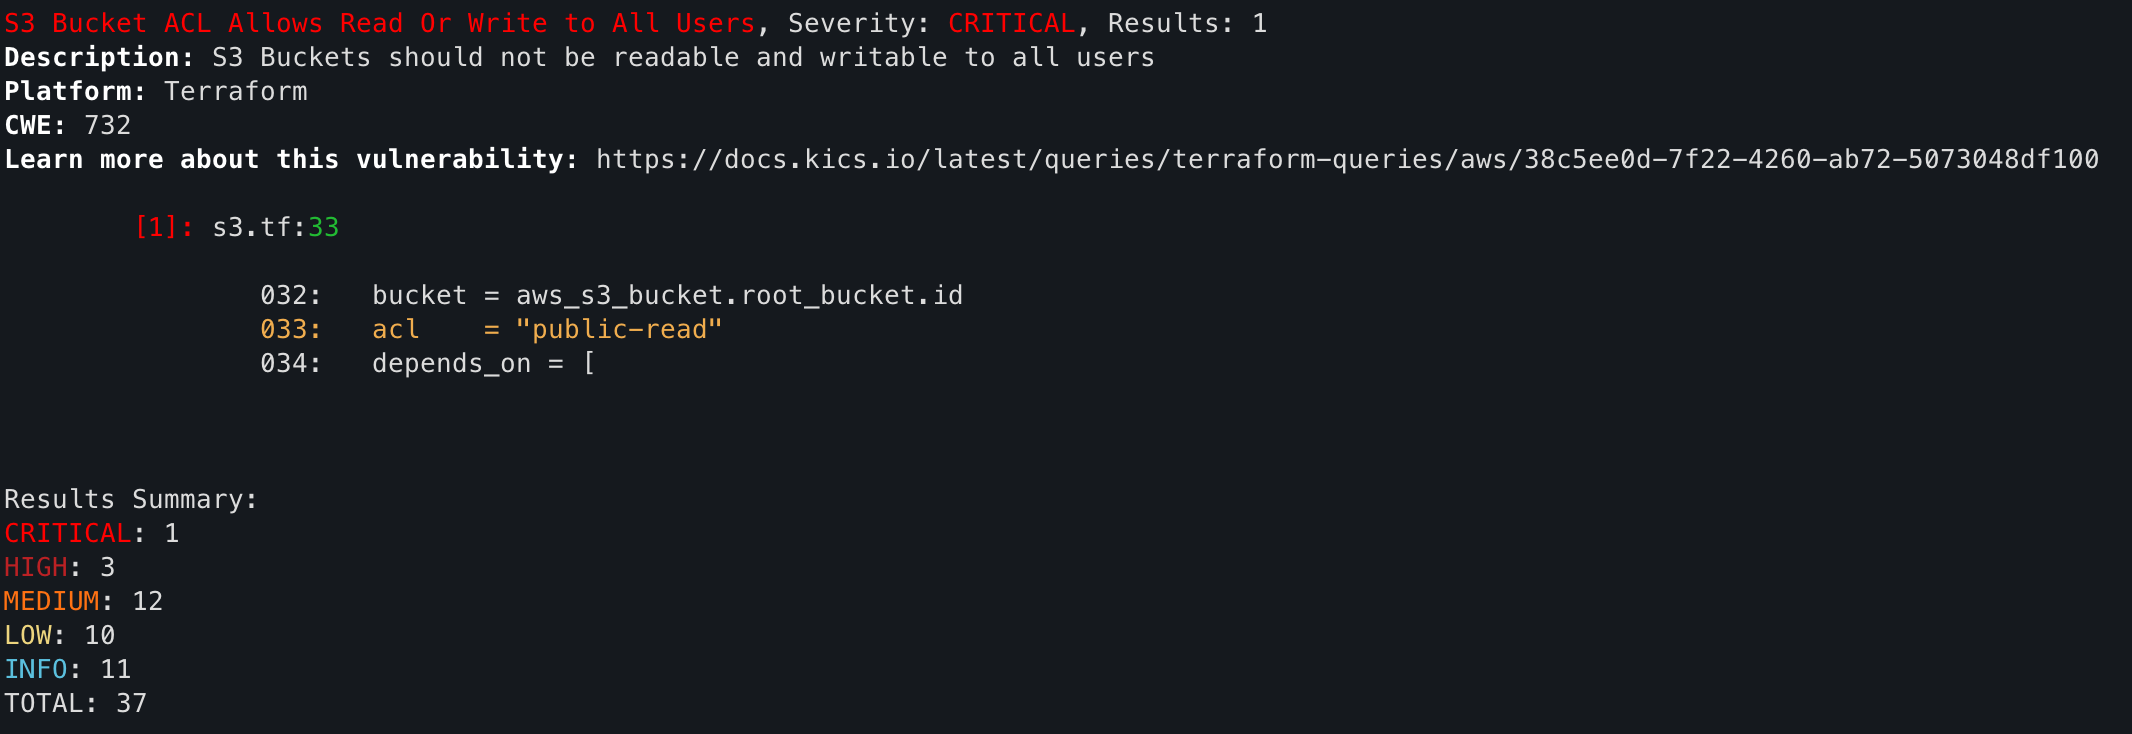 S3 Bucket ACL Allows Read Or Write to All Users, Severity: CRITICAL, Results: 1
Description: S3 Buckets should not be readable and writable to all users
Platform: Terraform
CWE: 732
Learn more about this vulnerability: https://docs.kics.io/latest/queries/terraform-queries/aws/38c5ee0d-7f22-4260-ab72-5073048df100
[1]: s3.tf:33
032:   bucket = aws_s3_bucket.root_bucket.id
033:   acl    = "public-read"
034:   depends_on = [
Results Summary:
CRITICAL: 1
HIGH: 3
MEDIUM: 12
LOW: 10
INFO: 11
TOTAL: 37